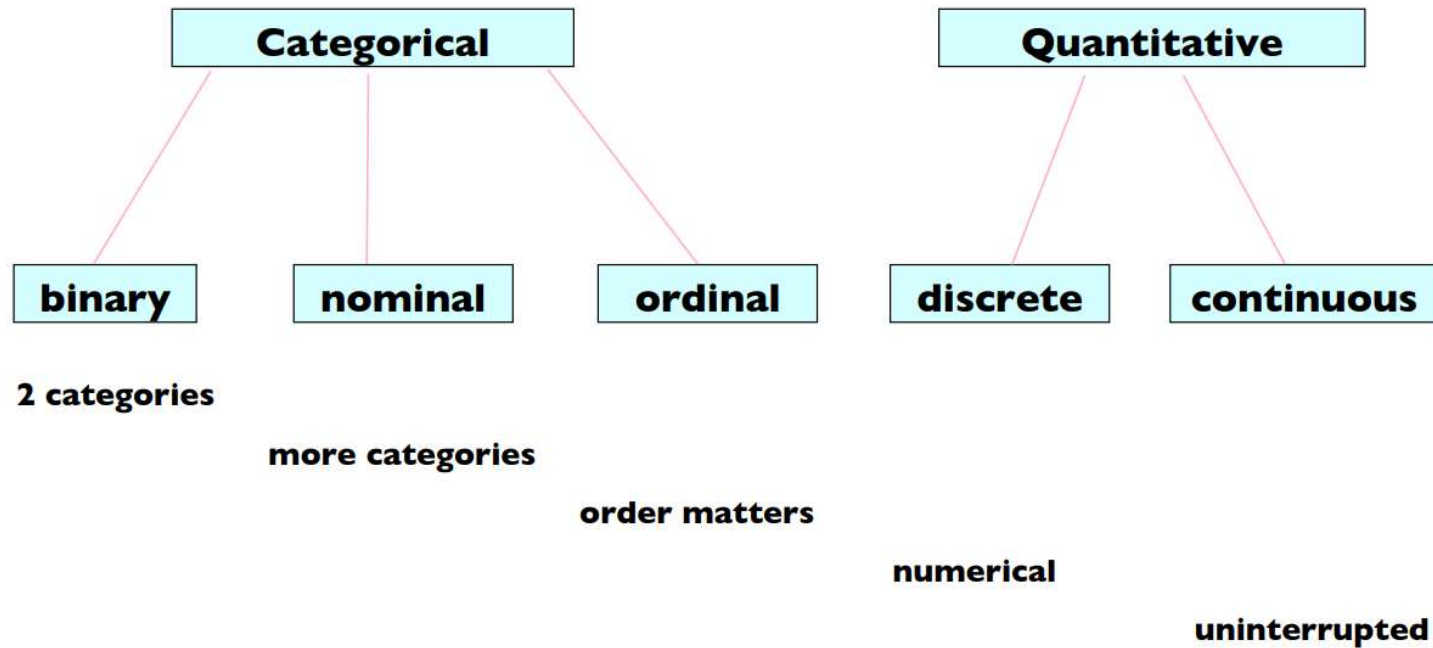 Categorical
Quantitative
binary
nominal
ordinal
discrete
continuous
2 categories
more categories
order matters
numerical
uninterrupted